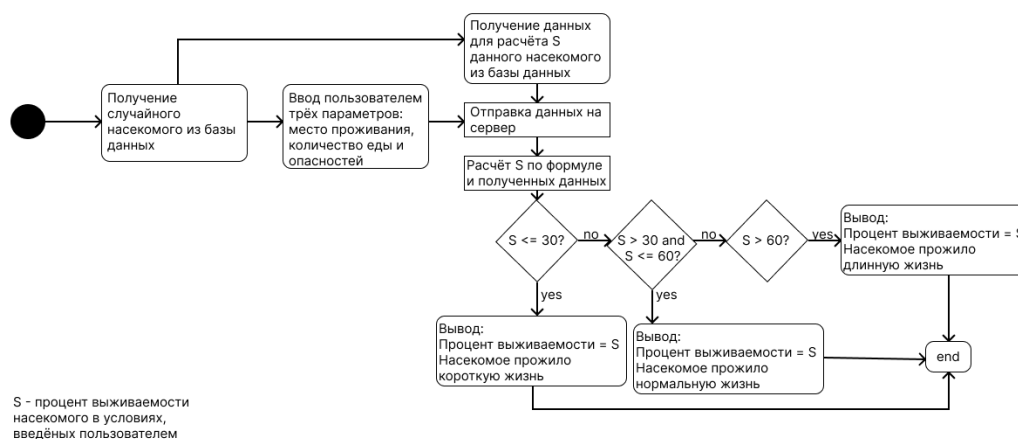 Получение данных
для расчёта S
данного насекомого
из базы данных
Получение
случайного
насекомого из базы
данных
Ввод пользователем
трёх параметров:
место проживания,
количество еды и
опасностей
Отправка данных на
сервер
Расчёт S по формуле
и полученных данных
S <= 30?
no
S > 30 and
S <= 60?
no
S > 60?
yes
Вывод:
Процент выживаемости = S
Насекомое прожило
длинную жизнь
yes
yes
Вывод:
Процент выживаемости = S
Насекомое прожило
короткую жизнь
Вывод:
Процент выживаемости = S
Насекомое прожило
нормальную жизнь
end
S - процент выживаемости
насекомого в условиях,
введёных пользователем